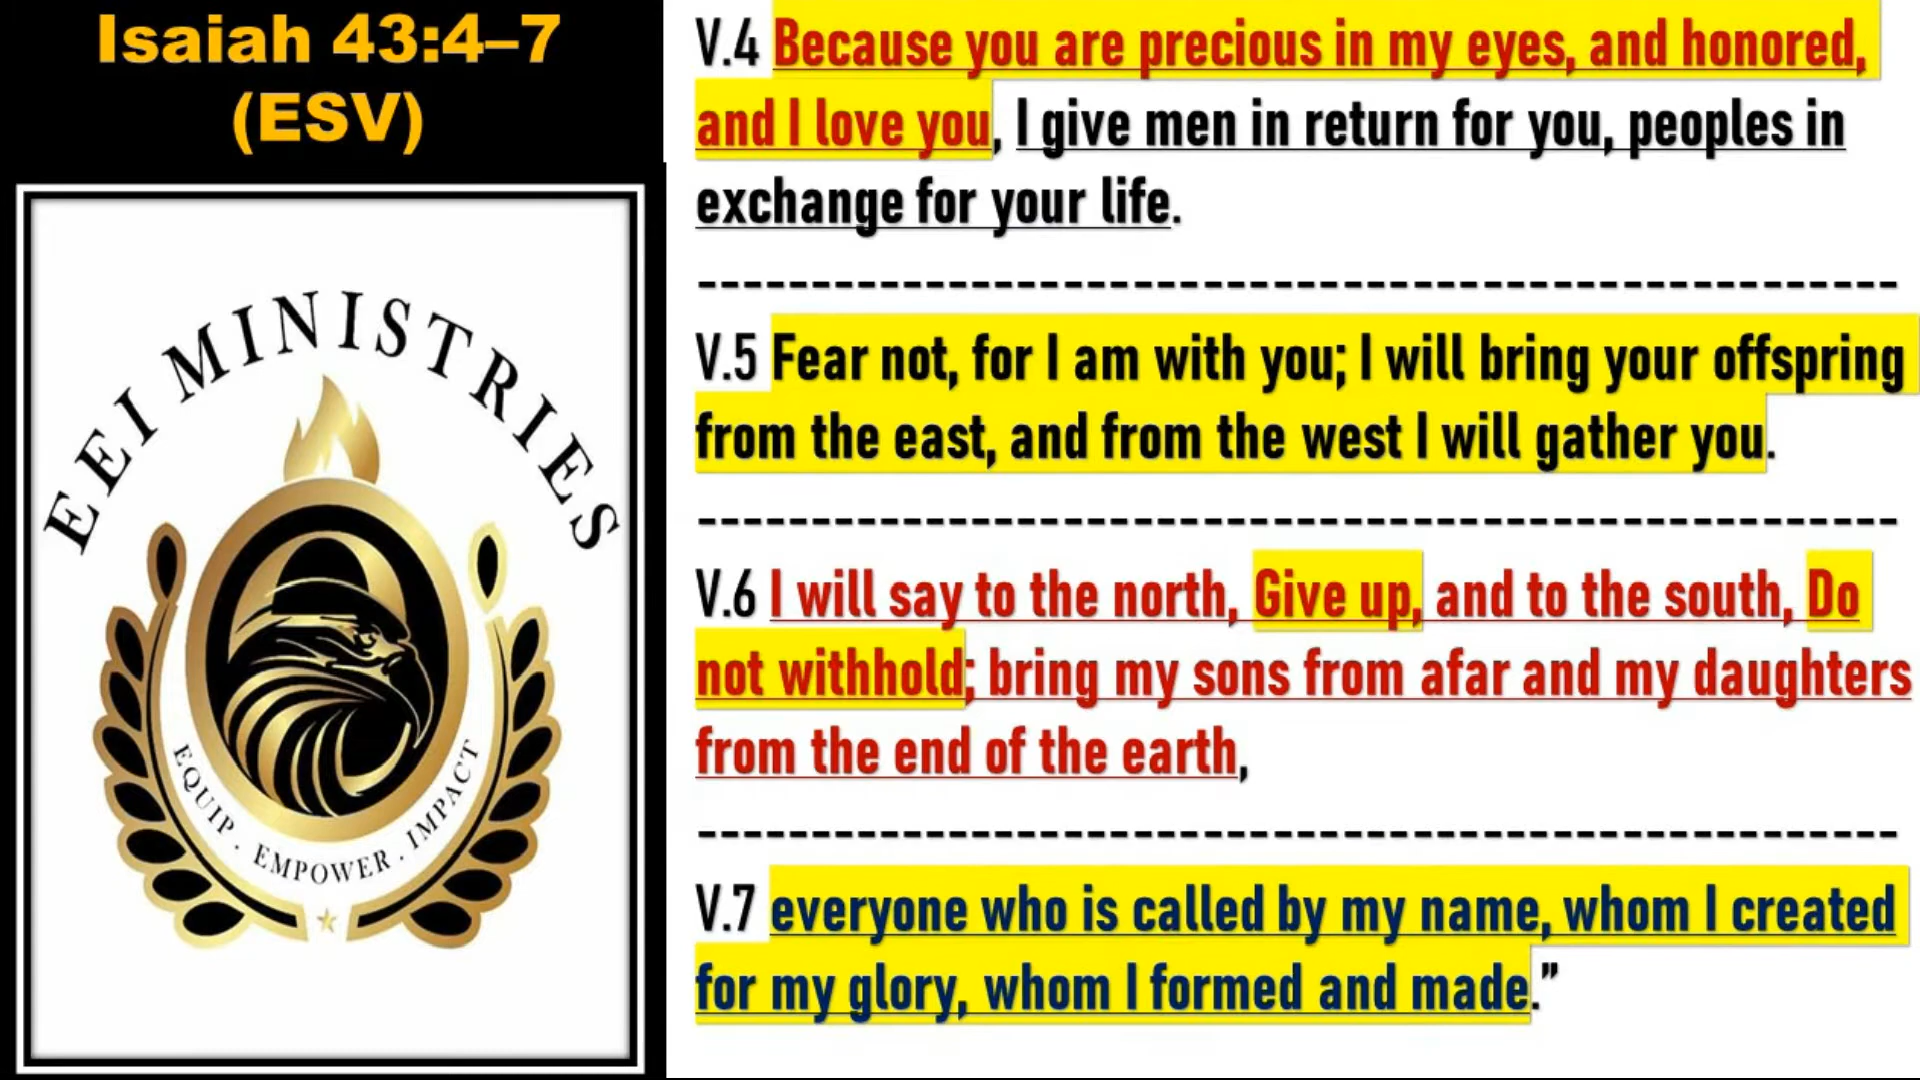 Isaiah 43:4–7
(ESV)
EEI MINISTRIES
EQUIP . EMPOWER . IMPACT
V.4 Because you are precious in my eyes, and honored,
and I love you, I give men in return for you, peoples in
exchange for your life.
----------------------------------------------------
V.5 Fear not, for I am with you; I will bring your offspring
from the east, and from the west I will gather you.
----------------------------------------------------
V.6 I will say to the north, Give up, and to the south, Do
not withhold; bring my sons from afar and my daughters
from the end of the earth,
----------------------------------------------------
V.7 everyone who is called by my name, whom I created
for my glory, whom I formed and made.”